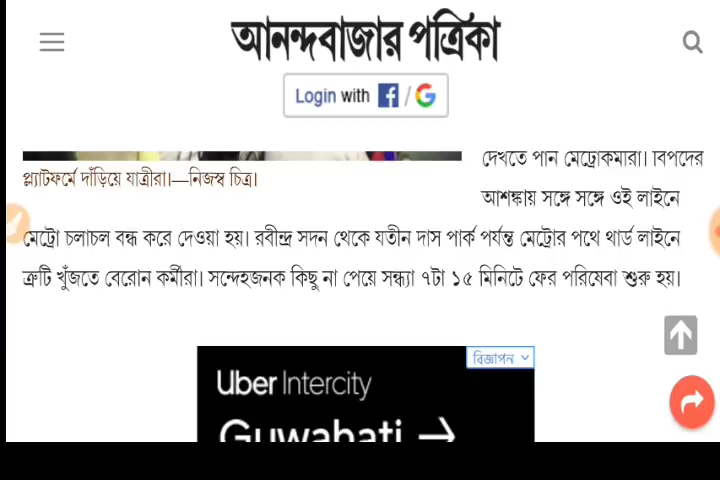 আনন্দবাজার পত্রিকা
Login with /
দেখতে পান মেট্রোকর্মীরা। বিপদের
প্ল্যাটফর্মে দাঁড়িয়ে যাত্রীরা।—নিজস্ব চিত্র।
আশঙ্কায় সঙ্গে সঙ্গে ওই লাইনে
মেট্রো চলাচল বন্ধ করে দেওয়া হয়। রবীন্দ্র সদন থেকে যতীন দাস পার্ক পর্যন্ত মেট্রোর পথে থার্ড লাইনে
ত্রুটি খুঁজতে বেরোন কর্মীরা। সন্দেহজনক কিছু না পেয়ে সন্ধ্যা ৭টা ১৫ মিনিটে ফের পরিষেবা শুরু হয়।
বিজ্ঞাপন
Uber Intercity
Guwahati →